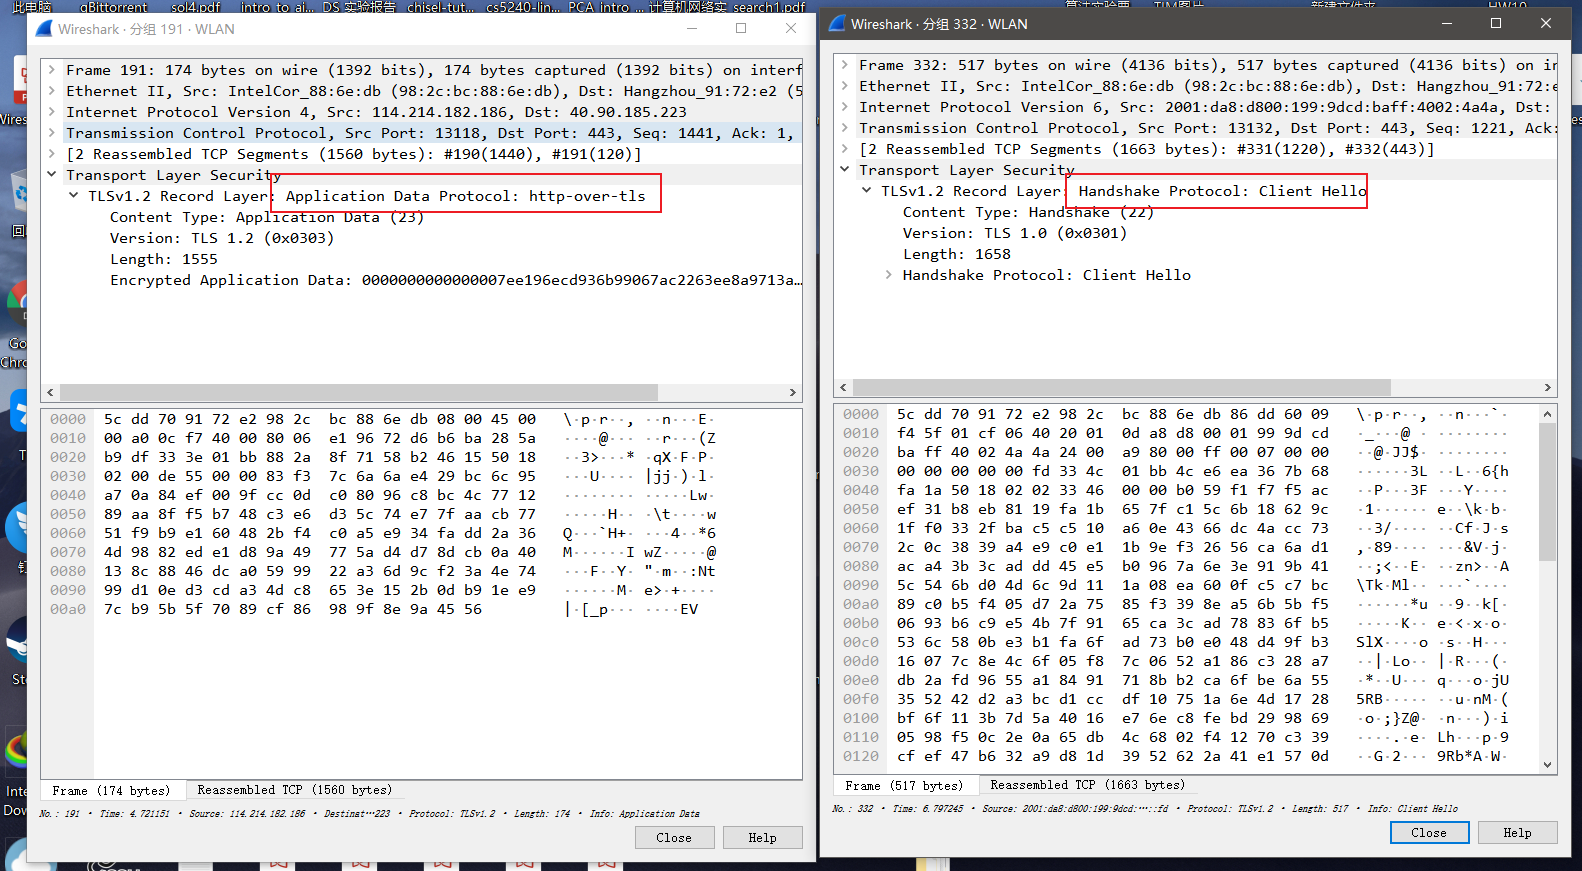 此电脑 qBittorrent sol4.pdf intro_to_ai... DS 实验报告 chisel-tut... cs5240-lin... PCA_intro_... 计算机网络实 search1.pdf
Wireshark · 分组 191 · WLAN
Frame 191: 174 bytes on wire (1392 bits), 174 bytes captured (1392 bits) on interf
Ethernet II, Src: IntelCor_88:6e:db (98:2c:bc:88:6e:db), Dst: Hangzhou_91:72:e2 (5
Internet Protocol Version 4, Src: 114.214.182.186, Dst: 40.90.185.223
Transmission Control Protocol, Src Port: 13118, Dst Port: 443, Seq: 1441, Ack: 1,
[2 Reassembled TCP Segments (1560 bytes): #190(1440), #191(120)]
Transport Layer Security
TLSv1.2 Record Layer: Application Data Protocol: http-over-tls
Content Type: Application Data (23)
Version: TLS 1.2 (0x0303)
Length: 1555
Encrypted Application Data: 0000000000000007ee196ecd936b99067ac2263ee8a9713a…
0000 5c dd 70 91 72 e2 98 2c bc 88 6e db 08 00 45 00 \·p·r··, ··n···E·
0010 00 a0 0c f7 40 00 80 06 e1 96 72 d6 b6 ba 28 5a ····@··· ··r···(Z
0020 b9 df 33 3e 01 bb 88 2a 8f 71 58 b2 46 15 50 18 ··3>···* ·qX·F·P·
0030 02 00 de 55 00 00 83 f3 7c 6a 6a e4 29 bc 6c 95 ···U···· |jj·)·l·
0040 a7 0a 84 ef 00 9f cc 0d c0 80 96 c8 bc 4c 77 12 ········ ·····Lw·
0050 89 aa 8f f5 b7 48 c3 e6 d3 5c 74 e7 7f aa cb 77 ·····H·· ·\t····w
0060 51 f9 b9 e1 60 48 2b f4 c0 a5 e9 34 fa dd 2a 36 Q···`H+· ···4··*6
0070 4d 98 82 ed e1 d8 9a 49 77 5a d4 d7 8d cb 0a 40 M······I wZ·····@
0080 13 8c 88 46 dc a0 59 99 22 a3 6d 9c f2 3a 4e 74 ···F··Y· "·m··:Nt
0090 99 d1 0e d3 cd a3 4d c8 65 3e 15 2b 0d b9 1e e9 ······M· e>·+····
00a0 7c b9 5b 5f 70 89 cf 86 98 9f 8e 9a 45 56 |·[_p··· ····EV
Frame (174 bytes) Reassembled TCP (1560 bytes)
No.: 191 · Time: 4.722151 · Source: 114.214.182.186 · Destinat…223 · Protocol: TLSv1.2 · Length: 174 · Info: Application Data
Close Help
Wireshark · 分组 332 · WLAN
Frame 332: 517 bytes on wire (4136 bits), 517 bytes captured (4136 bits) on in
Ethernet II, Src: IntelCor_88:6e:db (98:2c:bc:88:6e:db), Dst: Hangzhou_91:72:e
Internet Protocol Version 6, Src: 2001:da8:d800:199:9dcd:baff:4002:4a4a, Dst:
Transmission Control Protocol, Src Port: 13132, Dst Port: 443, Seq: 1221, Ack:
[2 Reassembled TCP Segments (1663 bytes): #331(1220), #332(443)]
Transport Layer Security
TLSv1.2 Record Layer: Handshake Protocol: Client Hello
Content Type: Handshake (22)
Version: TLS 1.0 (0x0301)
Length: 1658
Handshake Protocol: Client Hello
0000 5c dd 70 91 72 e2 98 2c bc 88 6e db 86 dd 60 09 \·p·r··, ··n···`·
0010 f4 5f 01 cf 06 40 20 01 0d a8 d8 00 01 99 9d cd ·_···@ · ········
0020 ba ff 40 02 4a 4a 24 00 a9 80 00 ff 00 07 00 00 ··@·JJ$· ········
0030 00 00 00 00 00 fd 33 4c 01 bb 4c e6 ea 36 7b 68 ······3L ··L··6{h
0040 fa 1a 50 18 02 02 33 46 00 00 b0 59 f1 f7 f5 ac ··P···3F ···Y····
0050 ef 31 b8 eb 81 19 fa 1b 65 7f c1 5c 6b 18 62 9c ·1······ e··\k·b·
0060 1f f0 33 2f ba c5 c5 10 a6 0e 43 66 dc 4a cc 73 ··3/···· ··Cf·J·s
0070 2c 0c 38 39 a4 e9 c0 e1 1b 9e f3 26 56 ca 6a d1 ,·89···· ···&V·j·
0080 ac a4 3b 3c ad dd 45 e5 b0 96 7a 6e 3e 91 9b 41 ··;<··E· ··zn>··A
0090 5c 54 6b d0 4d 6c 9d 11 1a 08 ea 60 0f c5 c7 bc \Tk·Ml·· ···`····
00a0 89 c0 b5 f4 05 d7 2a 75 85 f3 39 8e a5 6b 5b f5 ······*u ··9··k[·
00b0 06 93 b6 c9 e5 4b 7f 91 65 ca 3c ad 78 83 6f b5 ·····K·· e·<·x·o·
00c0 53 6c 58 0b e3 b1 fa 6f ad 73 b0 e0 48 d4 9f b3 SlX····o ·s··H···
00d0 16 07 7c 8e 4c 6f 05 f8 7c 06 52 a1 86 c3 28 a7 ··|·Lo·· |·R···(·
00e0 db 2a fd 96 55 a1 84 91 71 8b b2 ca 6f be 6a 55 ·*··U··· q···o·jU
00f0 35 52 42 d2 a3 bc d1 cc df 10 75 1a 6e 4d 17 28 5RB····· ··u·nM·(
0100 bf 6f 11 3b 7d 5a 40 16 e7 6e c8 fe bd 29 98 69 ·o·;}Z@· ·n···)·i
0110 05 98 f5 0c 2e 0a 65 db 4c 68 02 f4 12 70 c3 39 ····.·e· Lh···p·9
0120 cf ef 47 b6 32 a9 d8 1d 39 52 62 2a 41 e1 57 0d ··G·2··· 9Rb*A·W·
Frame (517 bytes) Reassembled TCP (1663 bytes)
No.: 332 · Time: 6.797245 · Source: 2001:da8:d800:199:9dcd:…::fd · Protocol: TLSv1.2 · Length: 517 · Info: Client Hello
Close Help